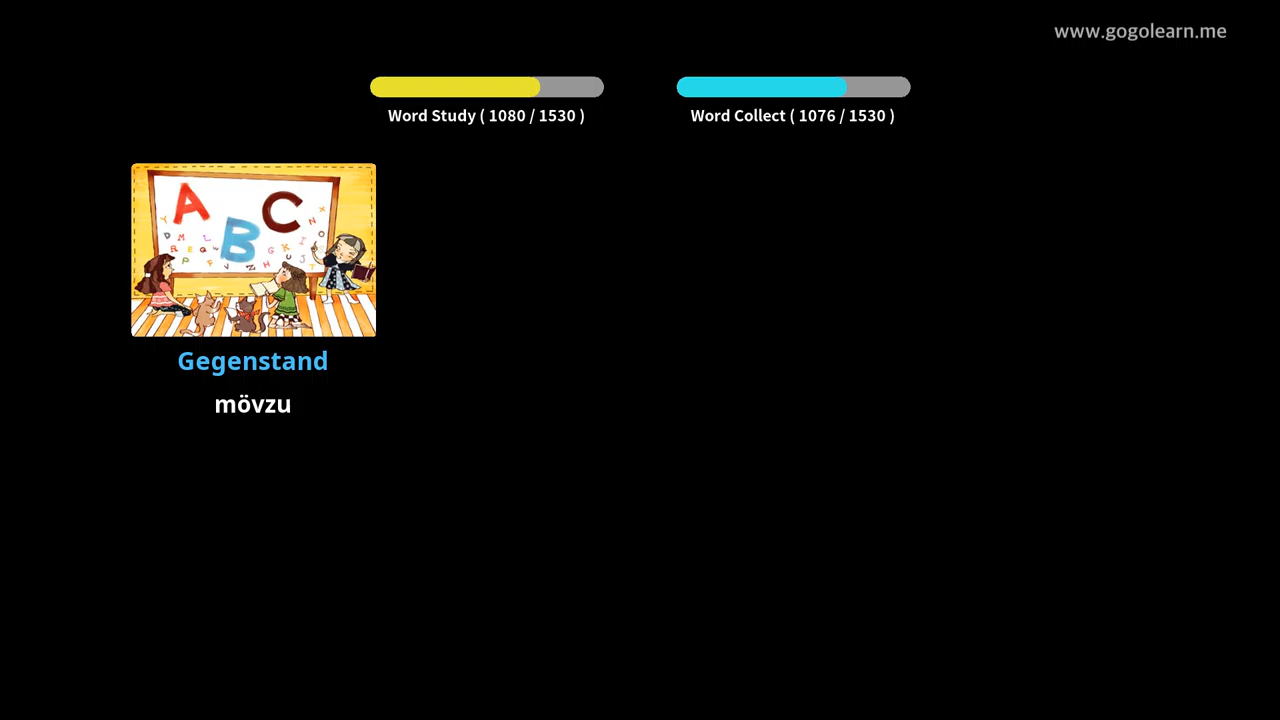 www.gogolearn.me
Word Study ( 1080 / 1530 )
Word Collect ( 1076 / 1530 )
A
B
C
Gegenstand
mövzu